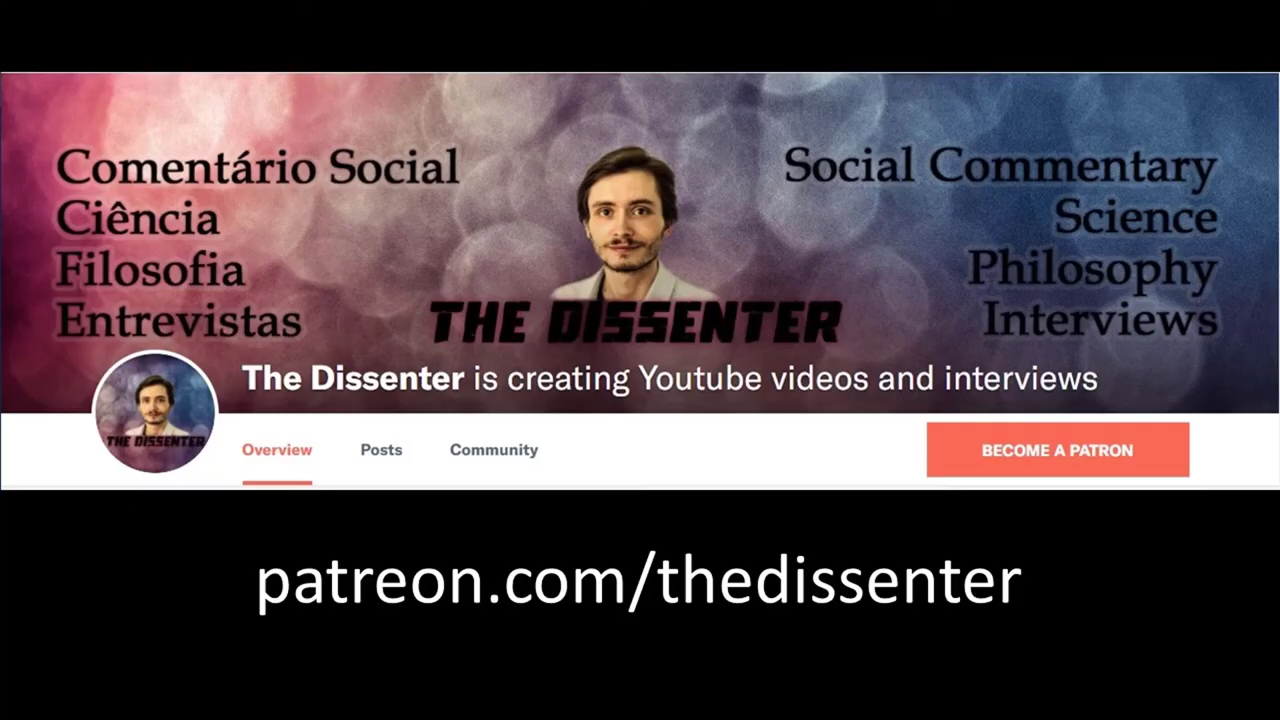 Comentário Social
Ciência
Filosofia
Entrevistas
Social Commentary
Science
Philosophy
Interviews
THE DISSENTER
THE DISSENTER
The Dissenter is creating Youtube videos and interviews
Overview
Posts
Community
BECOME A PATRON
patreon.com/thedissenter